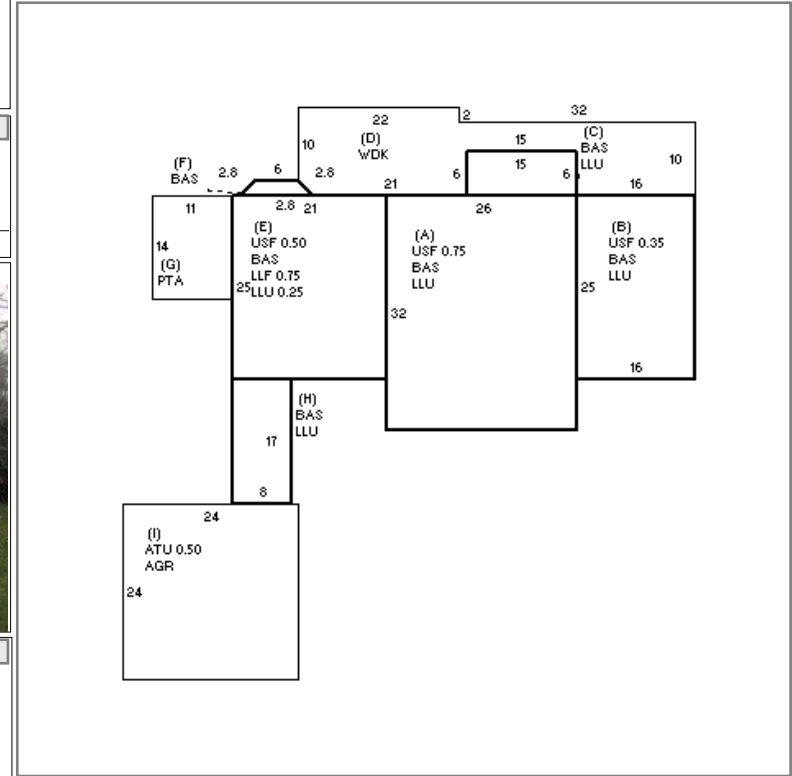 22
2
32
(D)
WDK
10
15
(C)
BAS
LLU
(F)
BAS
2.8
6
2.8
6
15
6
10
21
16
11
2.8
21
26
14
(G)
PTA
(E)
USF 0.50
BAS
LLF 0.75
LLU 0.25
25
(A)
USF 0.75
BAS
LLU
32
(B)
USF 0.35
BAS
LLU
25
16
(H)
BAS
LLU
17
8
24
(I)
ATU 0.50
AGR
24